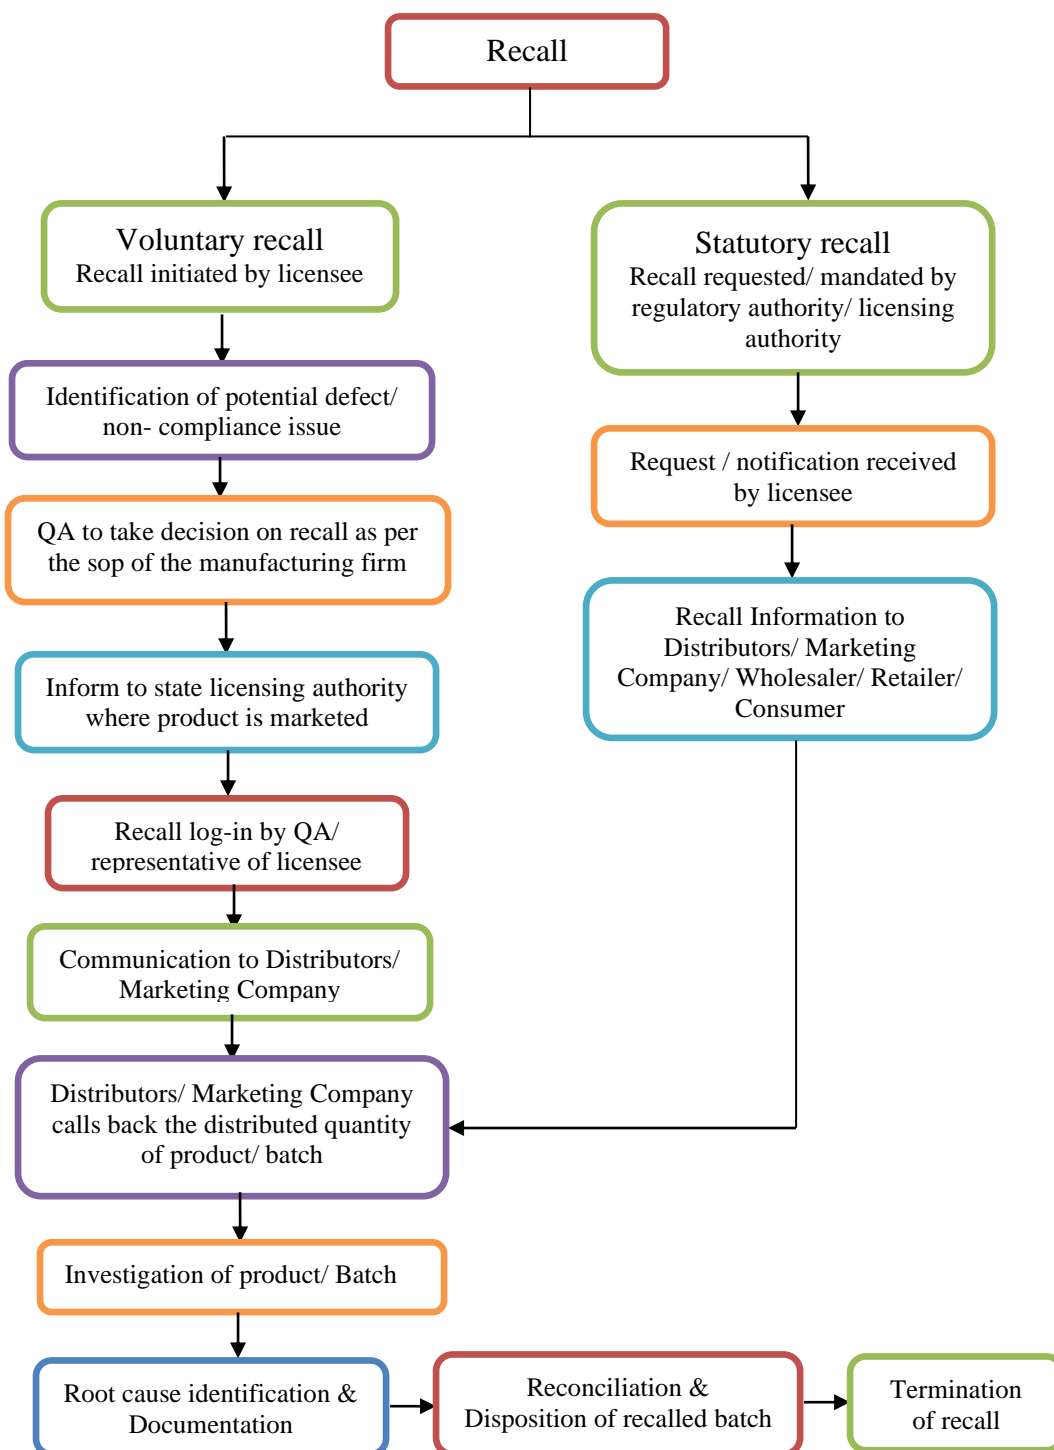 Recall
Voluntary recall
Recall initiated by licensee
Statutory recall
Recall requested/ mandated by
regulatory authority/ licensing
authority
Identification of potential defect/
non- compliance issue
Request / notification received
by licensee
QA to take decision on recall as per
the sop of the manufacturing firm
Recall Information to
Distributors/ Marketing
Company/ Wholesaler/ Retailer/
Consumer
Inform to state licensing authority
where product is marketed
Recall log-in by QA/
representative of licensee
Communication to Distributors/
Marketing Company
Distributors/ Marketing Company
calls back the distributed quantity
of product/ batch
Investigation of product/ Batch
Root cause identification &
Documentation
Reconciliation &
Disposition of recalled batch
Termination
of recall